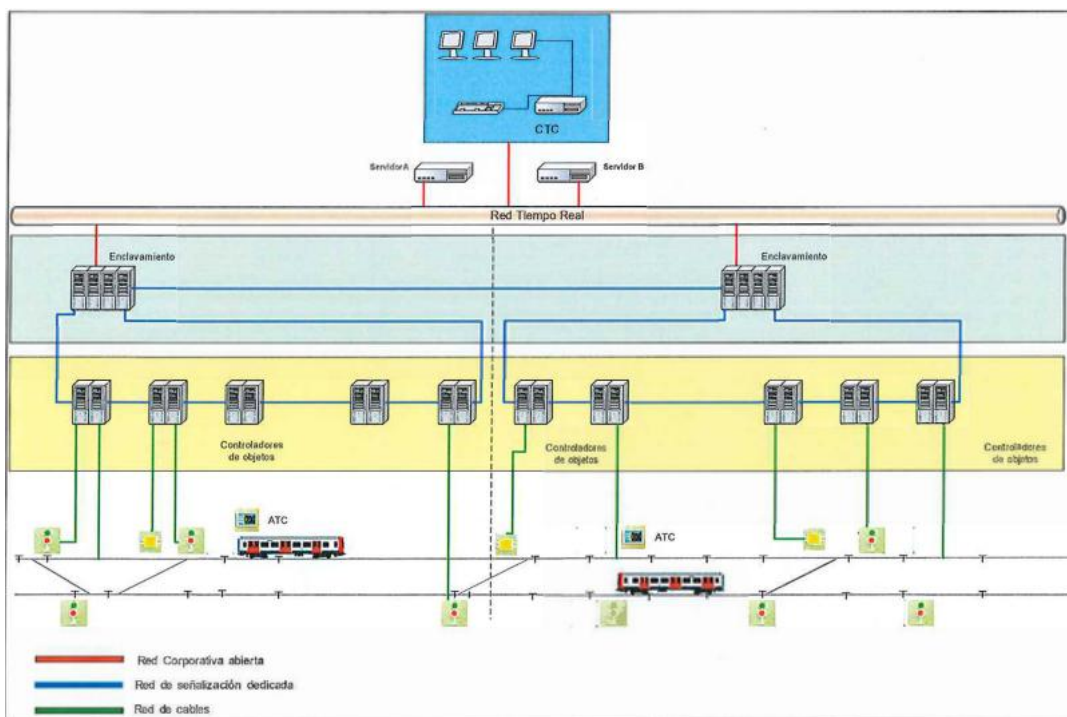 CTC
Servidor A
Servidor B
Red Tiempo Real
Enclavamiento
Enclavamiento
Controladores
de objetos
Controladores
de objetos
Controladores
de objetos
ATC
ATC
Red Corporativa abierta
Red de señalización dedicada
Red de cables